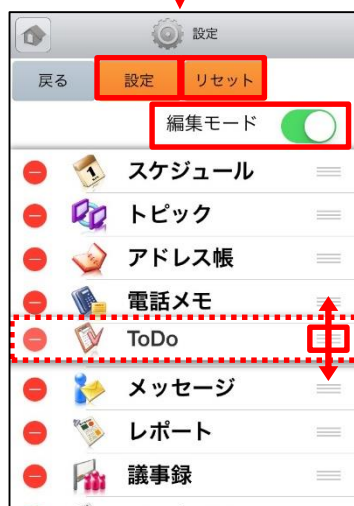 設定
戻る 設定 リセット
編集モード
スケジュール
トピック
アドレス帳
電話メモ
ToDo
メッセージ
レポート
議事録